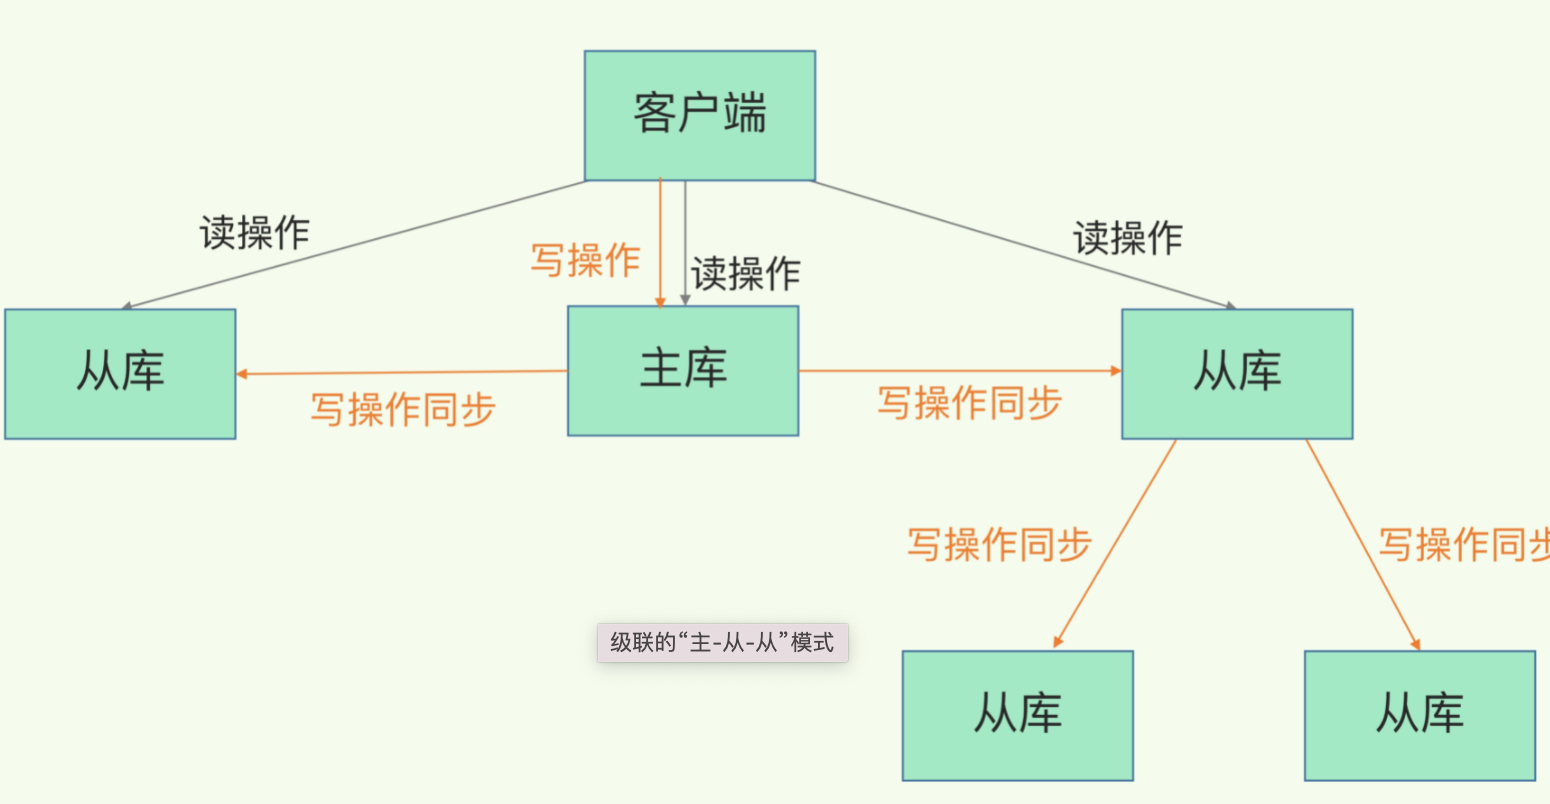 客户端
读操作
写操作
读操作
读操作
从库
主库
从库
写操作同步
写操作同步
写操作同步
写操作同步
级联的“主-从-从”模式
从库
从库